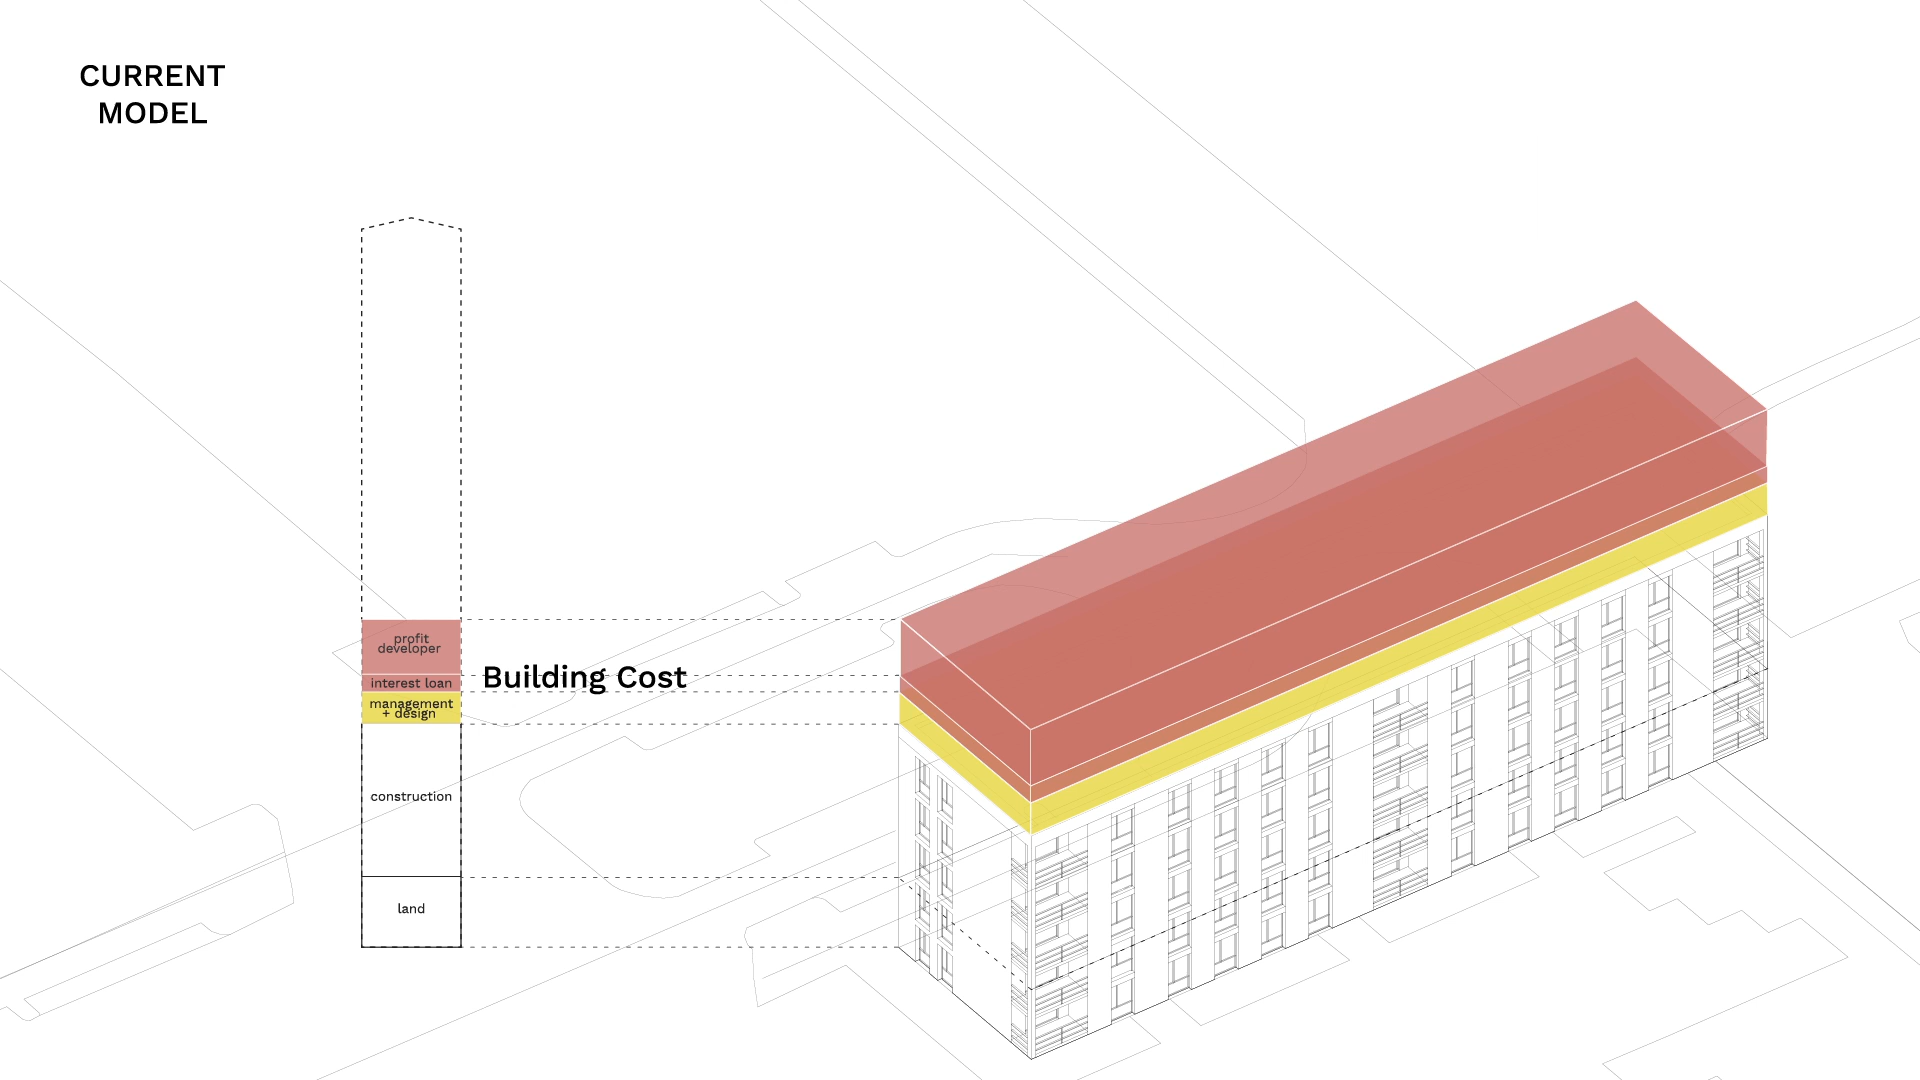 CURRENT
MODEL
profit
developer
interest loan
Building Cost
management
+ design
construction
land